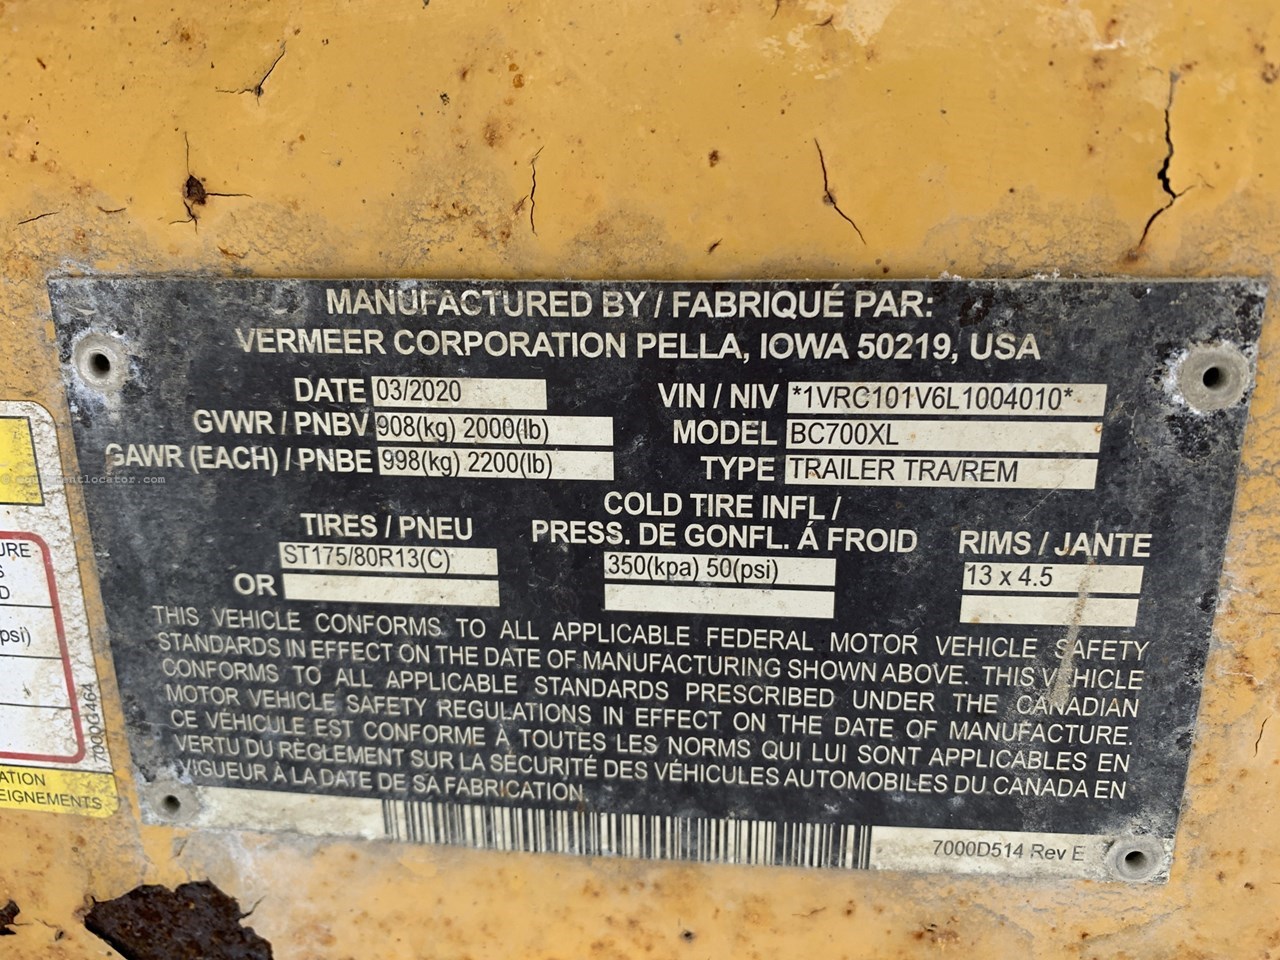 MANUFACTURED BY / FABRIQUÉ PAR:
VERMEER CORPORATION PELLA, IOWA 50219, USA
DATE 03/2020
VIN / NIV *1VRC101V6L1004010*
GVWR / PNBV 908(kg) 2000(lb)
MODEL BC700XL
GAWR (EACH) / PNBE 998(kg) 2200(lb)
TYPE TRAILER TRA/REM
TIRES / PNEU
ST175/80R13(C)
OR
COLD TIRE INFL /
PRESS. DE GONFL. Á FROID
350(kpa) 50(psi)
RIMS / JANTE
13 x 4.5
THIS VEHICLE CONFORMS TO ALL APPLICABLE FEDERAL MOTOR VEHICLE SAFETY
STANDARDS IN EFFECT ON THE DATE OF MANUFACTURING SHOWN ABOVE. THIS VEHICLE
CONFORMS TO ALL APPLICABLE STANDARDS PRESCRIBED UNDER THE CANADIAN
MOTOR VEHICLE SAFETY REGULATIONS IN EFFECT ON THE DATE OF MANUFACTURE.
CE VÉHICULE EST CONFORME À TOUTES LES NORMS QUI LUI SONT APPLICABLES EN
VERTU DU RÈGLEMENT SUR LA SÉCURITÉ DES VÉHICULES AUTOMOBILES DU CANADA EN
VIGUEUR À LA DATE DE SA FABRICATION
7000D514 Rev E
URE
S
D
psi)
7000G464
ATION
EIGNEMENTS
equipmentlocator.com